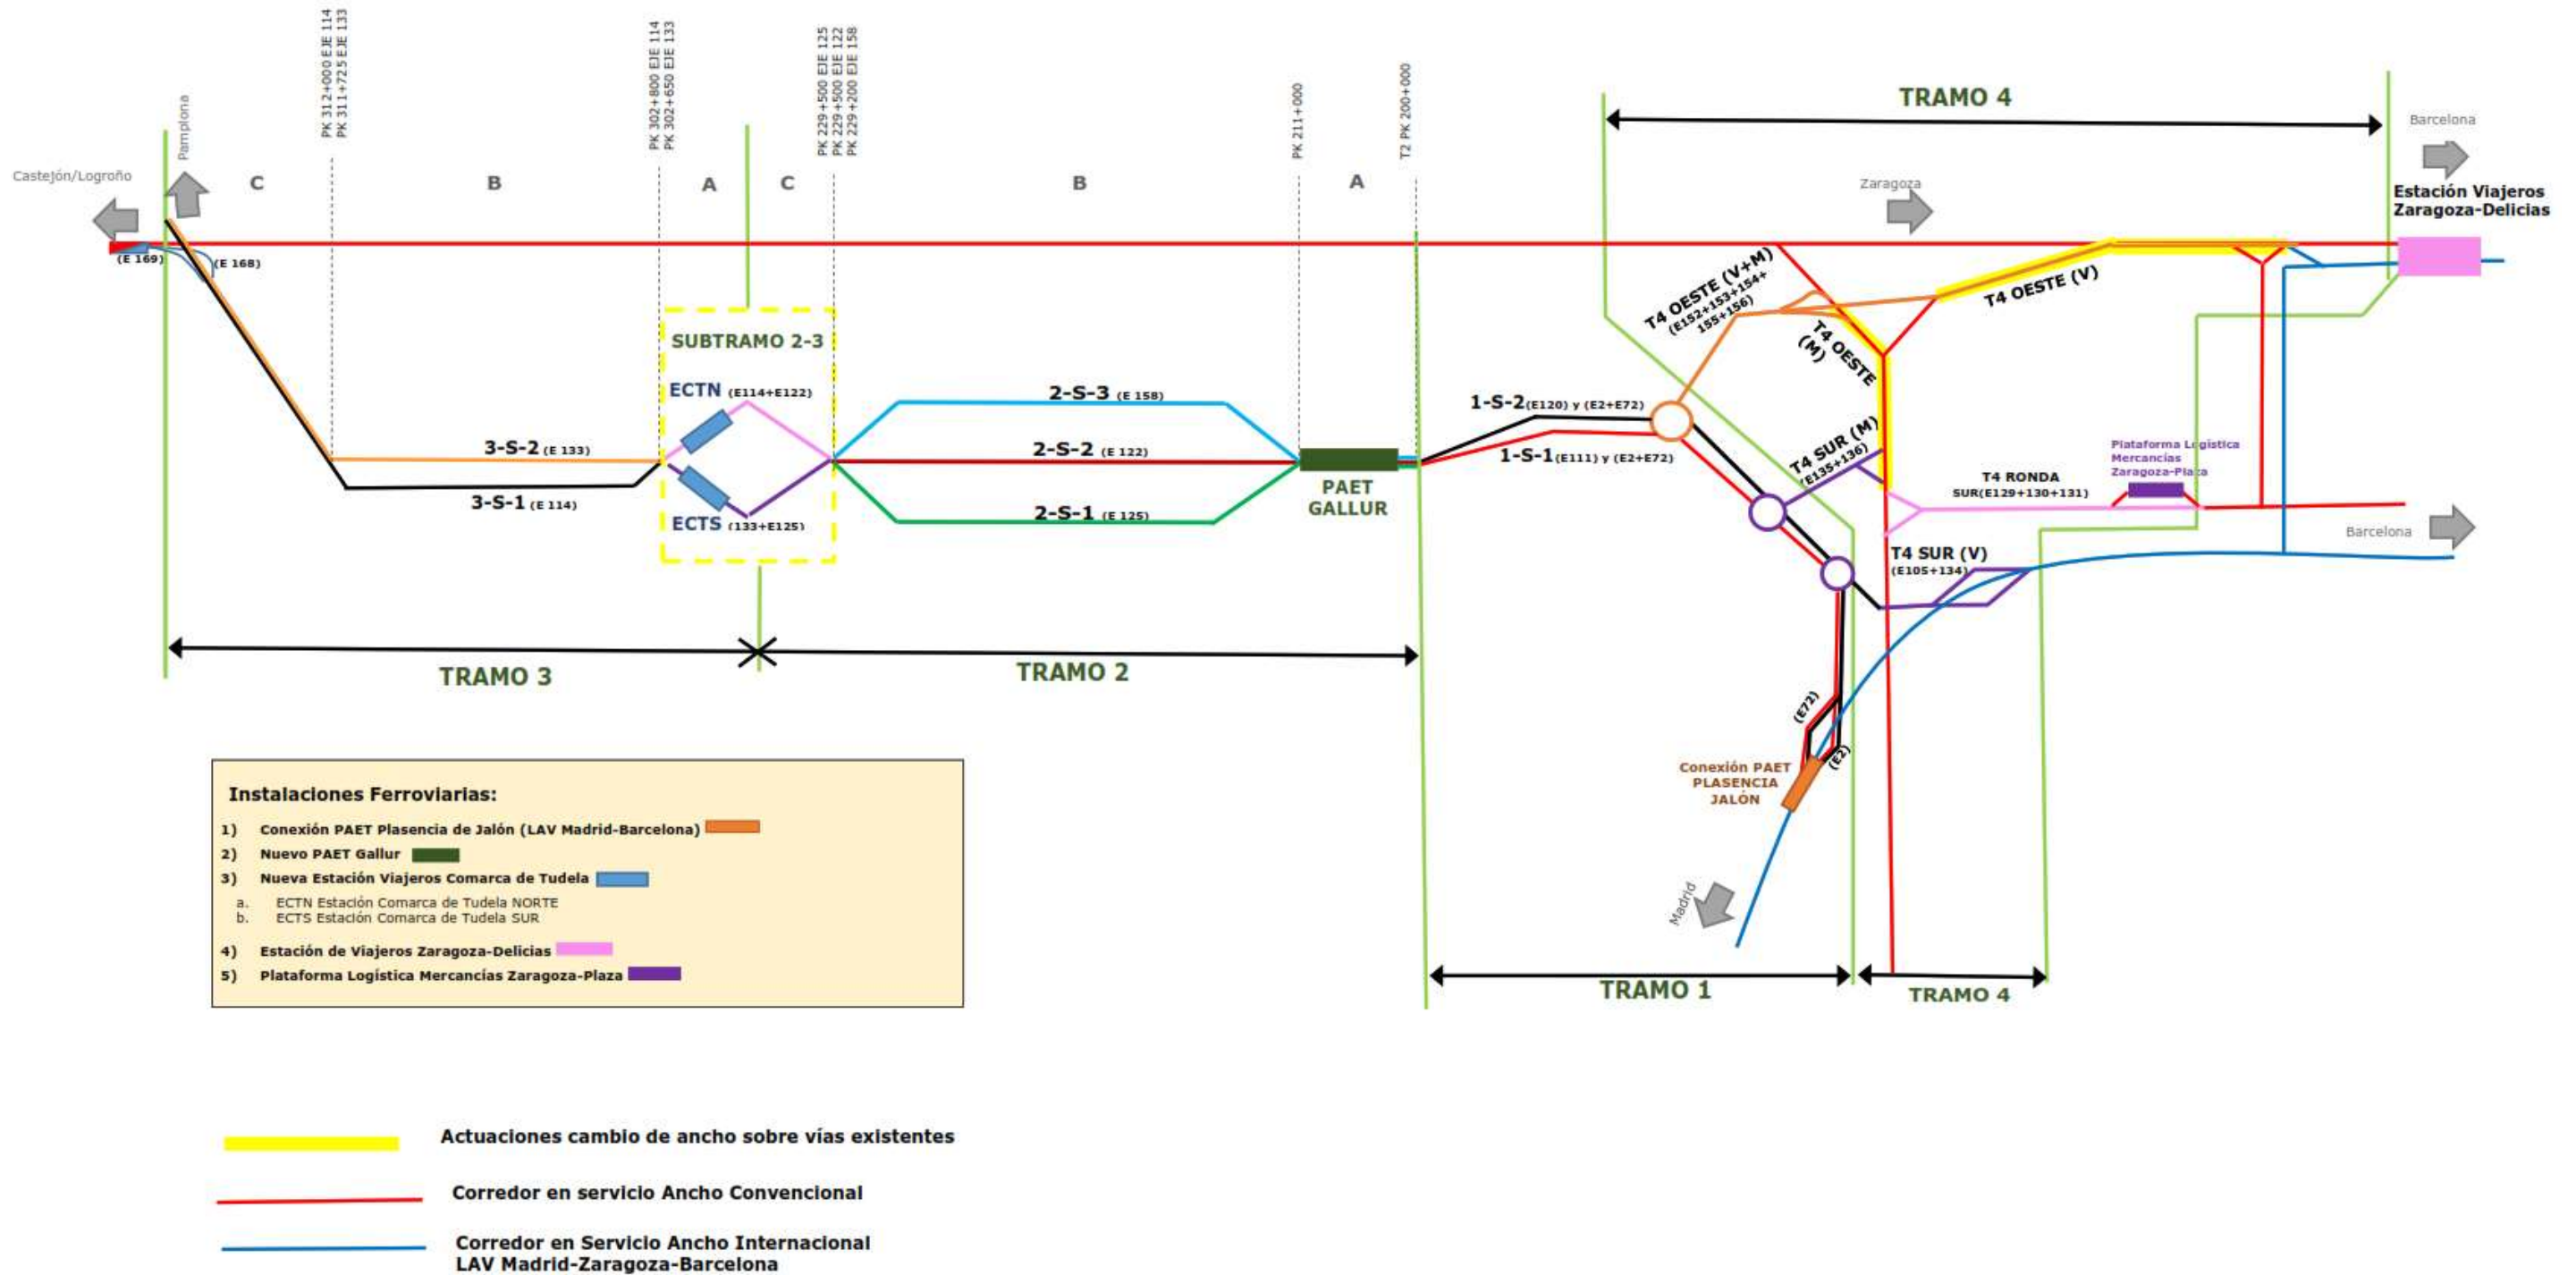 PK 312+000 EJE 114
PK 311+725 EJE 133
PK 302+800 EJE 114
PK 302+650 EJE 133
PK 229+500 EJE 125
PK 229+500 EJE 122
PK 229+200 EJE 158
PK 211+000
T2 PK 200+000
TRAMO 4
Barcelona
Pamplona
Castejón/Logroño
C
B
A
C
B
A
Zaragoza
Estación Viajeros
Zaragoza-Delicias
(E 169)
(E 168)
T4 OESTE (V+M)
(E152+153+154+
155+156)
T4 OESTE (V)
T4 OESTE
(M)
SUBTRAMO 2-3
ECTN (E114+E122)
2-S-3 (E 158)
1-S-2(E120) y (E2+E72)
3-S-2 (E 133)
2-S-2 (E 122)
1-S-1(E111) y (E2+E72)
T4 SUR (M)
(E135+136)
Plataforma Logística
Mercancías
Zaragoza-Plaza
T4 RONDA
SUR(E129+130+131)
3-S-1 (E 114)
PAET
GALLUR
2-S-1 (E 125)
ECTS (133+E125)
Barcelona
T4 SUR (V)
(E105+134)
TRAMO 3
TRAMO 2
(E72)
(E2)
Conexión PAET
PLASENCIA
JALÓN
Madrid
TRAMO 1
TRAMO 4
Instalaciones Ferroviarias:
1) Conexión PAET Plasencia de Jalón (LAV Madrid-Barcelona)
2) Nuevo PAET Gallur
3) Nueva Estación Viajeros Comarca de Tudela
a. ECTN Estación Comarca de Tudela NORTE
b. ECTS Estación Comarca de Tudela SUR
4) Estación de Viajeros Zaragoza-Delicias
5) Plataforma Logística Mercancías Zaragoza-Plaza
Actuaciones cambio de ancho sobre vías existentes
Corredor en servicio Ancho Convencional
Corredor en Servicio Ancho Internacional
LAV Madrid-Zaragoza-Barcelona